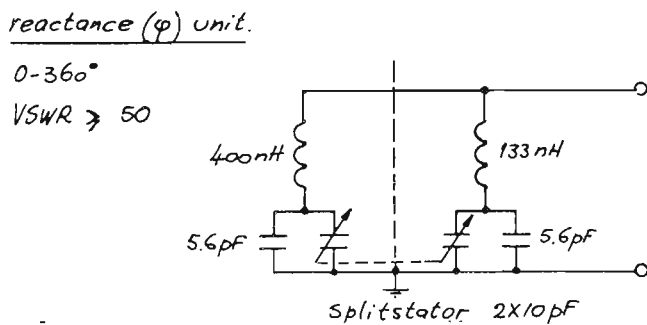 reactance (φ) unit.
0-360°
VSWR ⩾ 50
400nH
133nH
5.6pF
5.6pF
Splitstator 2x10pF